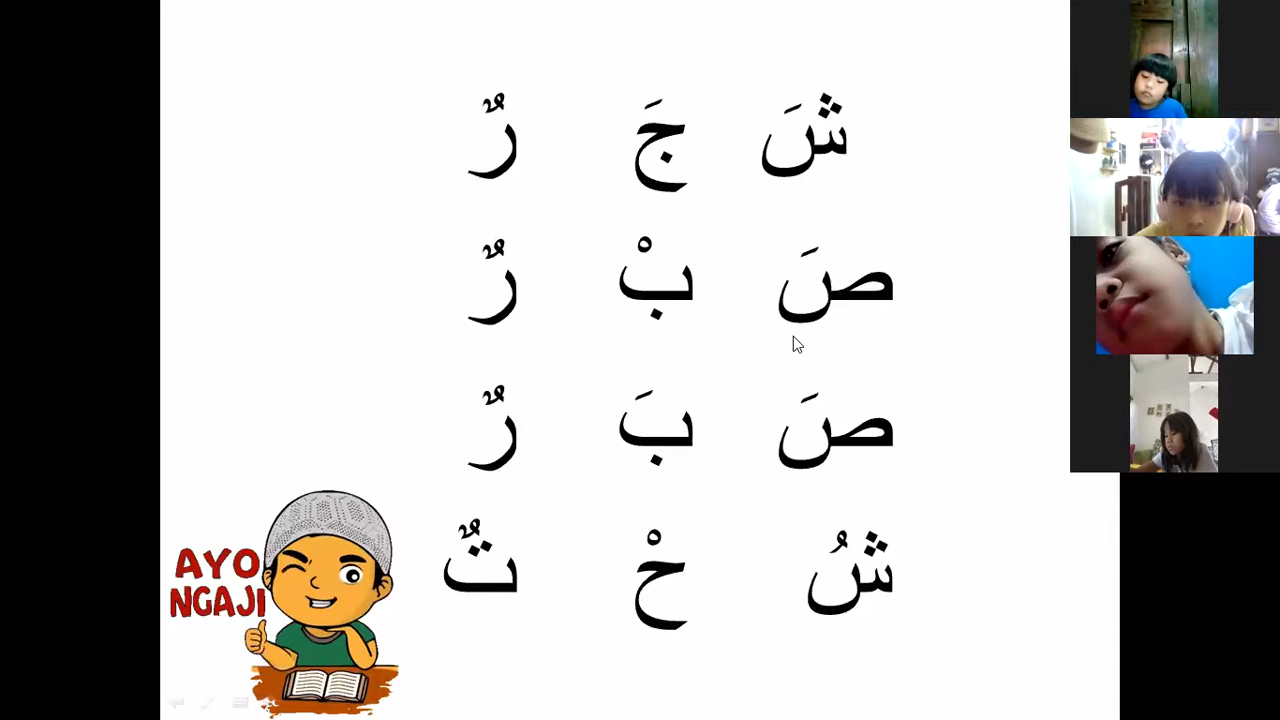 شَ جَ رٌ
صَ بْ رٌ
صَ بَ رٌ
شُ حْ تٌ
AYO
NGAJI